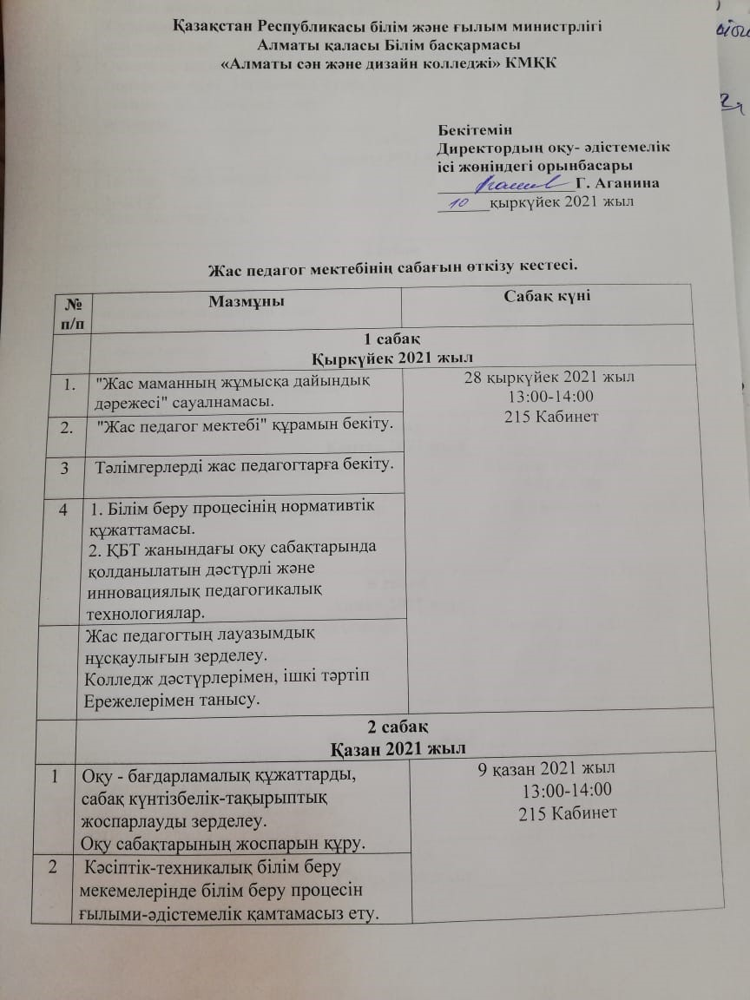 Қазақстан Республикасы білім және ғылым министрлігі
Алматы қаласы Білім басқармасы
«Алматы сән және дизайн колледжі» КМҚК
Бекітемін
Директордың оқу- әдістемелік
ісі жөніндегі орынбасары
Г. Аганина
10 қыркүйек 2021 жыл
Жас педагог мектебінің сабағын өткізу кестесі.
№ п/п
Мазмұны
Сабақ күні
1 сабақ
Қыркүйек 2021 жыл
1. "Жас маманның жұмысқа дайындық
дәрежесі" сауалнамасы.
28 қыркүйек 2021 жыл
13:00-14:00
215 Кабинет
2. "Жас педагог мектебі" құрамын бекіту.
3 Тәлімгерлерді жас педагогтарға бекіту.
4 1. Білім беру процесінің нормативтік
құжаттамасы.
2. ҚБТ жанындағы оқу сабақтарында
қолданылатын дәстүрлі және
инновациялық педагогикалық
технологиялар.
Жас педагогтың лауазымдық
нұсқаулығын зерделеу.
Колледж дәстүрлерімен, ішкі тәртіп
Ережелерімен танысу.
2 сабақ
Қазан 2021 жыл
1 Оқу - бағдарламалық құжаттарды,
сабақ күнтізбелік-тақырыптық
жоспарлауды зерделеу.
Оқу сабақтарының жоспарын құру.
9 қазан 2021 жыл
13:00-14:00
215 Кабинет
2 Кәсіптік-техникалық білім беру
мекемелерінде білім беру процесін
ғылыми-әдістемелік қамтамасыз ету.